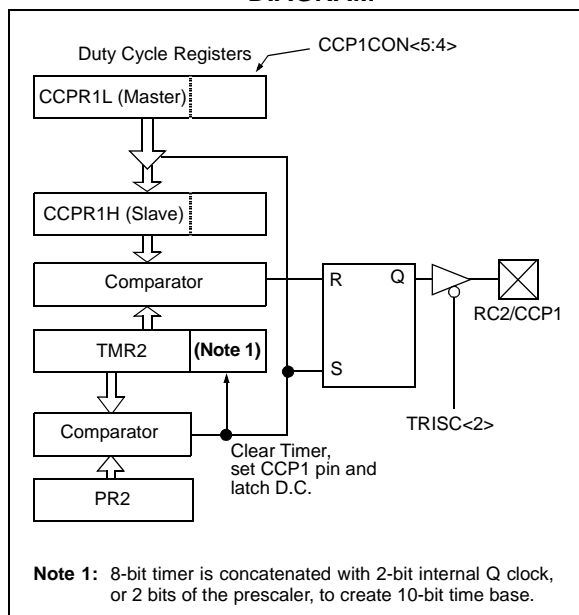 DIAGRAM
Duty Cycle Registers
CCP1CON<5:4>
CCPR1L (Master)
CCPR1H (Slave)
Comparator
R
Q
RC2/CCP1
TMR2
(Note 1)
S
TRISC<2>
Comparator
Clear Timer,
set CCP1 pin and
latch D.C.
PR2
Note 1: 8-bit timer is concatenated with 2-bit internal Q clock,
or 2 bits of the prescaler, to create 10-bit time base.